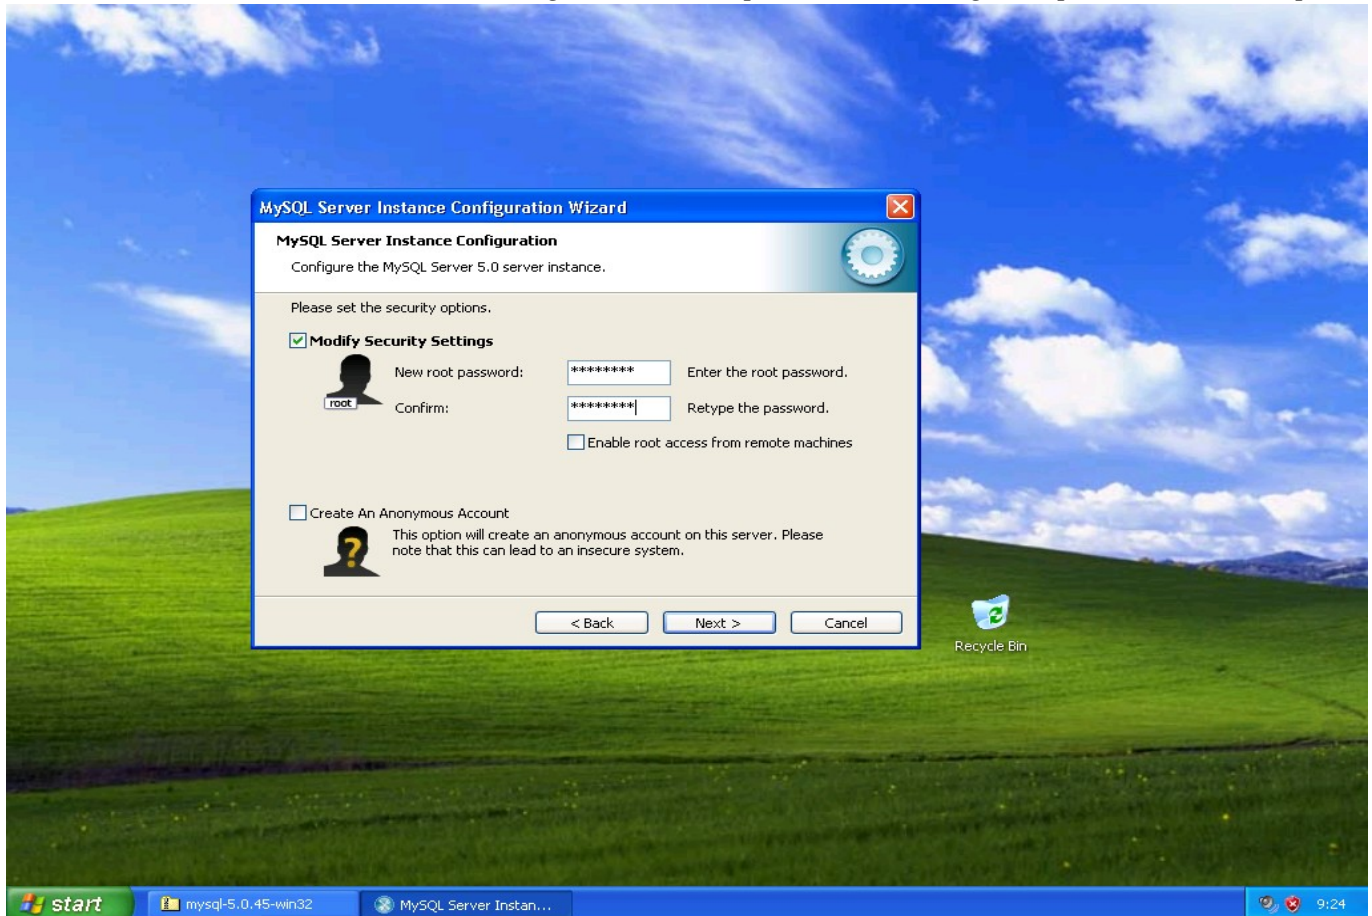 MySQL Server Instance Configuration Wizard
MySQL Server Instance Configuration
Configure the MySQL Server 5.0 server instance.
Please set the security options.
Modify Security Settings
root
New root password:
********
Enter the root password.
Confirm:
********
Retype the password.
Enable root access from remote machines
Create An Anonymous Account
?
This option will create an anonymous account on this server. Please
note that this can lead to an insecure system.
< Back
Next >
Cancel
Recycle Bin
start
mysql-5.0.45-win32
MySQL Server Instan...
9:24